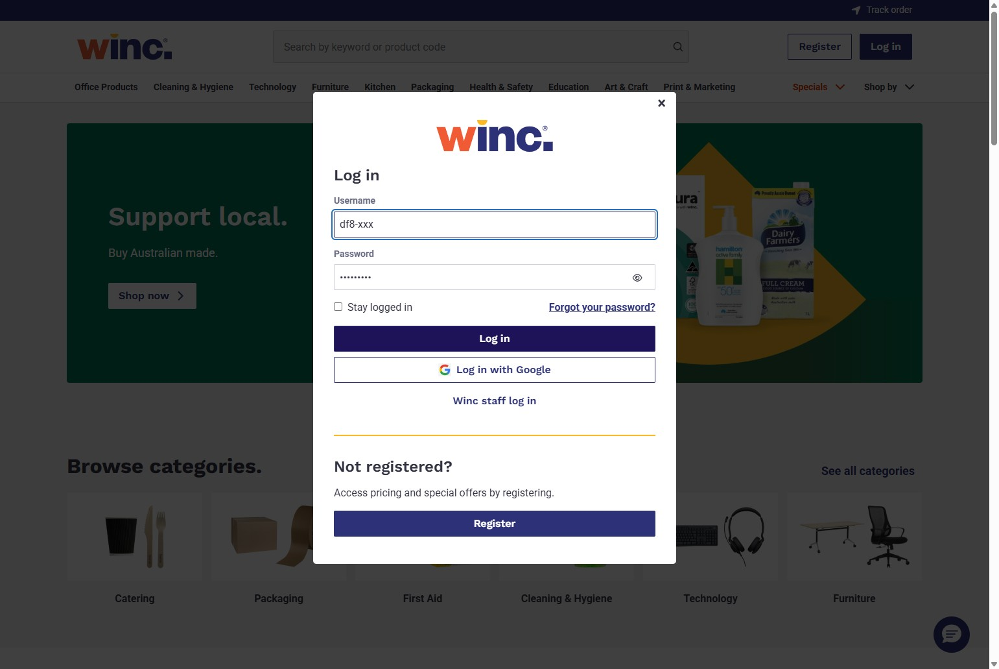 Track order
winc.®
Search by keyword or product code
Register
Log in
Office Products
Cleaning & Hygiene
Technology
Furniture
Kitchen
Packaging
Health & Safety
Education
Art & Craft
Print & Marketing
Specials
Shop by
Support local.
Buy Australian made.
Shop now
winc.®
Log in
Username
df8-xxx
Password
•••••••••
Stay logged in
Forgot your password?
Log in
Log in with Google
Winc staff log in
Not registered?
Access pricing and special offers by registering.
Register
ura
hamilton
active family
50
Proudly Aussie Owned
Dairy
Farmers
FULL CREAM
1L
Browse categories.
See all categories
Catering
Packaging
First Aid
Cleaning & Hygiene
Technology
Furniture